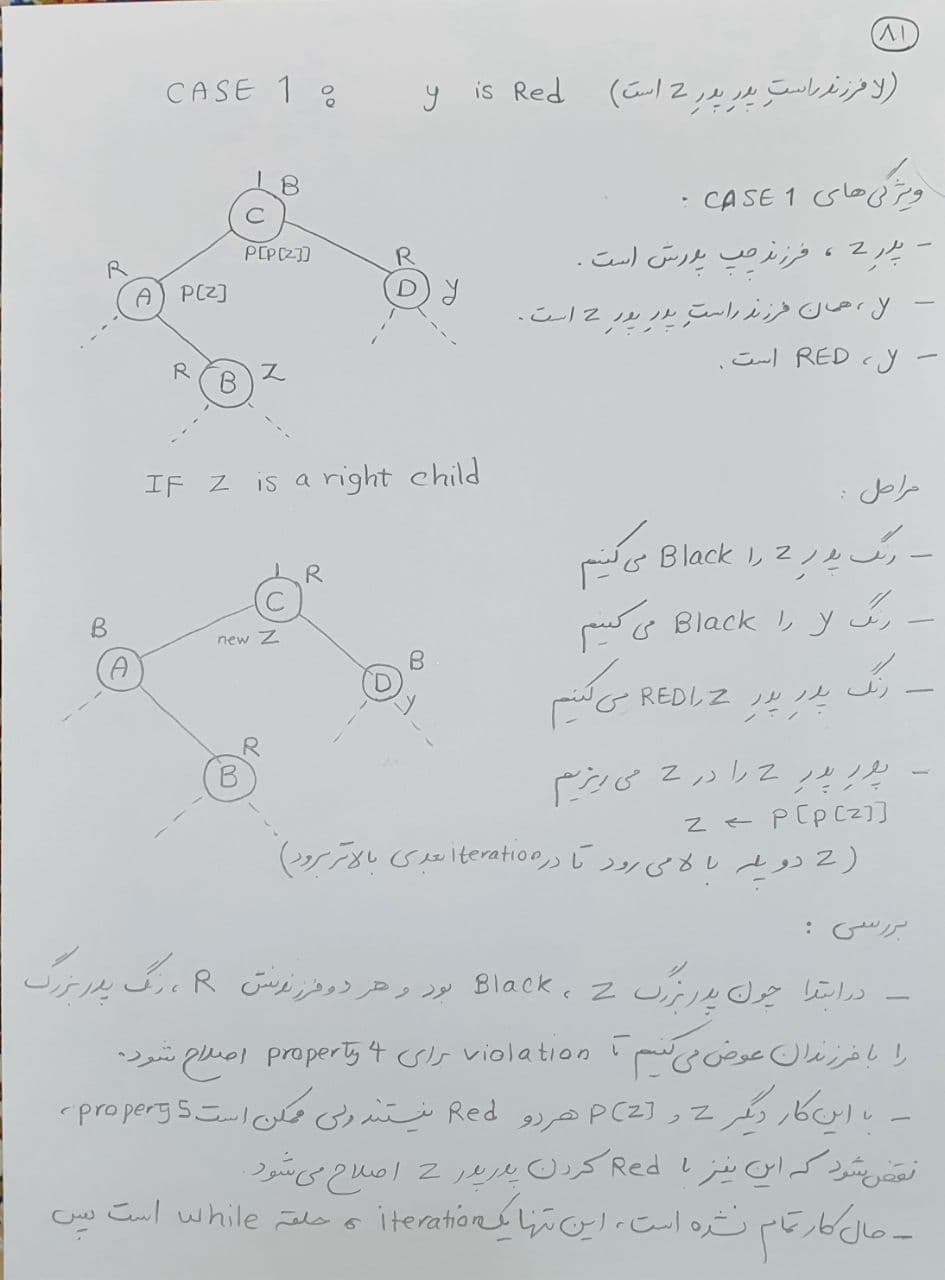 ۸۱
CASE 1 : y is Red (y فرزند راستِ پدرِ پدرِ z است)
ویژگی‌های CASE 1 :
- پدرِ z ، فرزند چپ پدرش است.
- y ، همان فرزند راستِ پدرِ پدرِ z است.
- y ، RED است.
B
C
P[P[Z]]
R
A
P[Z]
R
D
y
R
B
Z
IF Z is a right child
مراحل :
- رنگ پدرِ z را Black می‌کنیم
- رنگ y را Black می‌کنیم
- رنگ پدرِ پدرِ z را RED می‌کنیم
- پدرِ پدرِ z را در z می‌ریزیم
z ← P[P[z]]
(z دو پله بالا می‌رود تا در iteration بعدی بالاتر برود)
R
C
new Z
B
A
B
D
y
R
B
بررسی :
- در ابتدا چون پدربزرگ z ، Black بود و هر دو فرزندش R ، رنگ پدربزرگ
را با فرزندان عوض می‌کنیم تا violation برای property 4 اصلاح شود.
- با این کار دیگر z و P[z] هر دو Red نیستند ولی ممکن است propery 5 ،
نقض شود که این نیز با Red کردن پدرپدر z اصلاح می‌شود.
- حال کار تمام نشده است، این تنها یک iteration ه حلقه while است پس